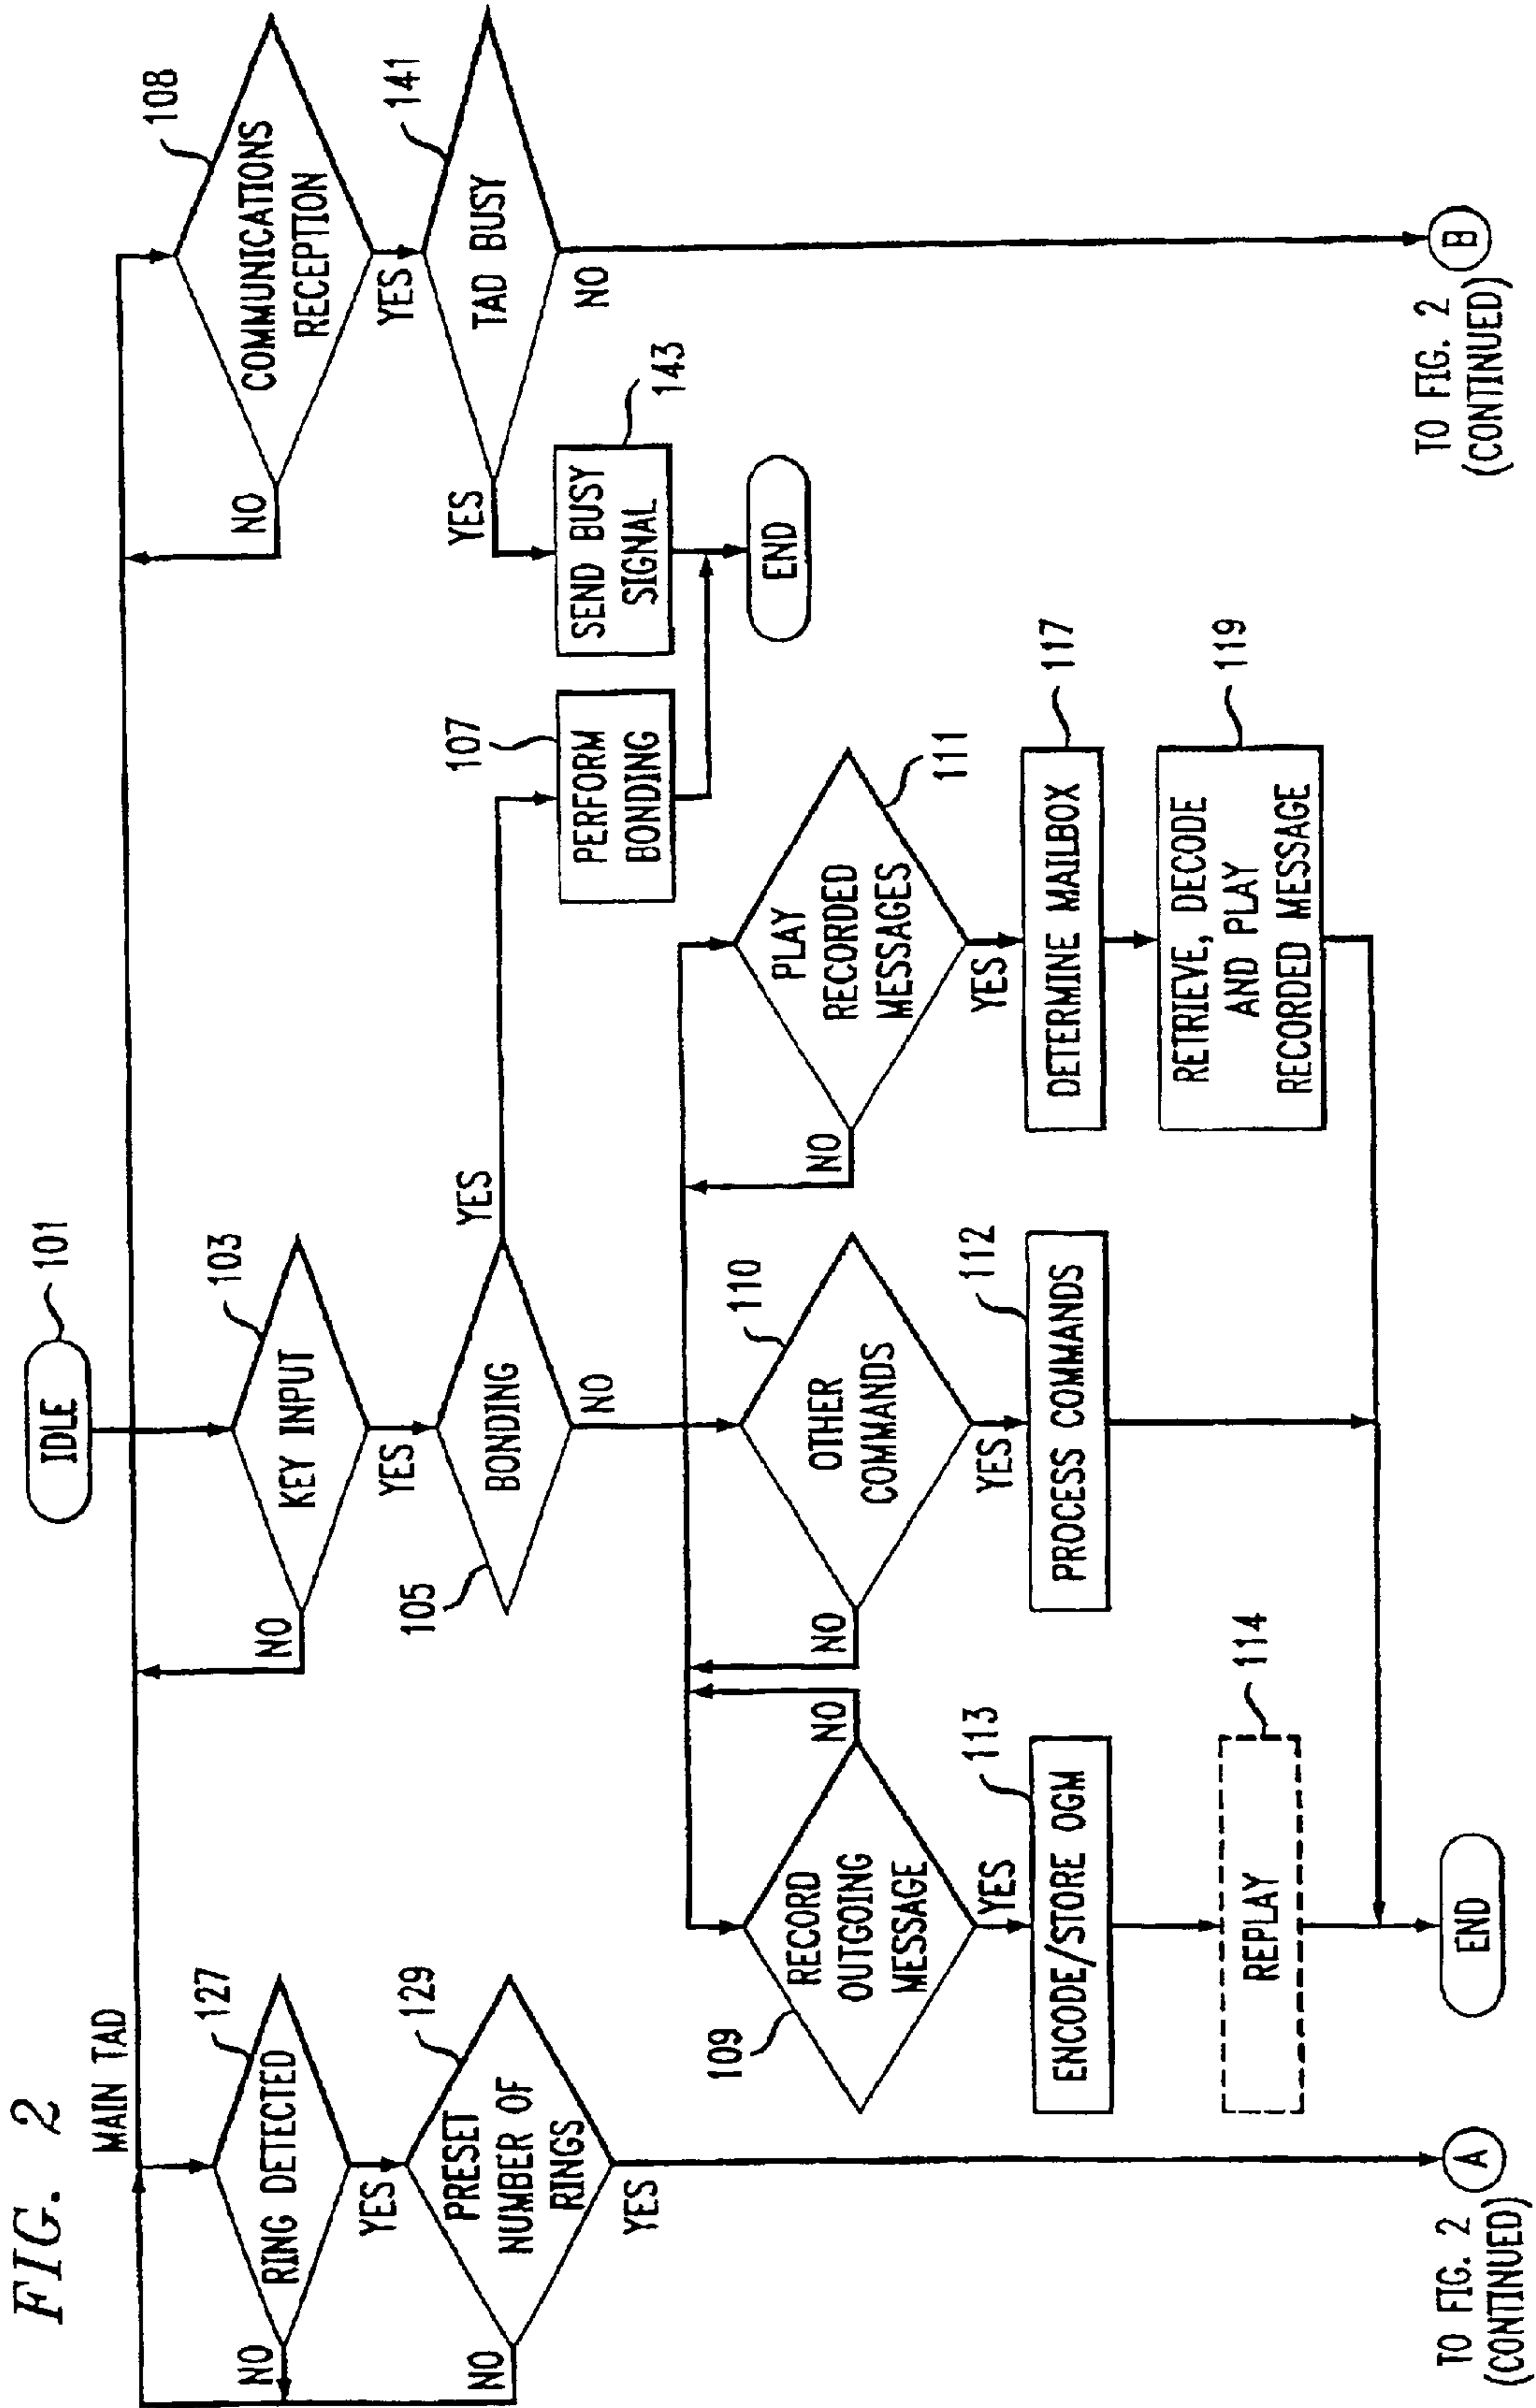 FIG. 2
MAIN TAD
IDLE
101
RING DETECTED
127
NO
YES
PRESET
NUMBER OF
RINGS
129
NO
YES
TO FIG. 2
(CONTINUED)
A
KEY INPUT
103
NO
YES
BONDING
105
YES
NO
PERFORM
BONDING
107
COMMUNICATIONS
RECEPTION
108
NO
YES
TAD BUSY
141
YES
NO
SEND BUSY
SIGNAL
143
END
RECORD
OUTGOING
MESSAGE
109
NO
YES
ENCODE/STORE OGM
113
REPLAY
114
END
OTHER
COMMANDS
110
NO
YES
PROCESS COMMANDS
112
PLAY
RECORDED
MESSAGES
111
NO
YES
DETERMINE MAILBOX
117
RETRIEVE, DECODE
AND PLAY
RECORDED MESSAGE
119
TO FIG. 2
(CONTINUED)
B